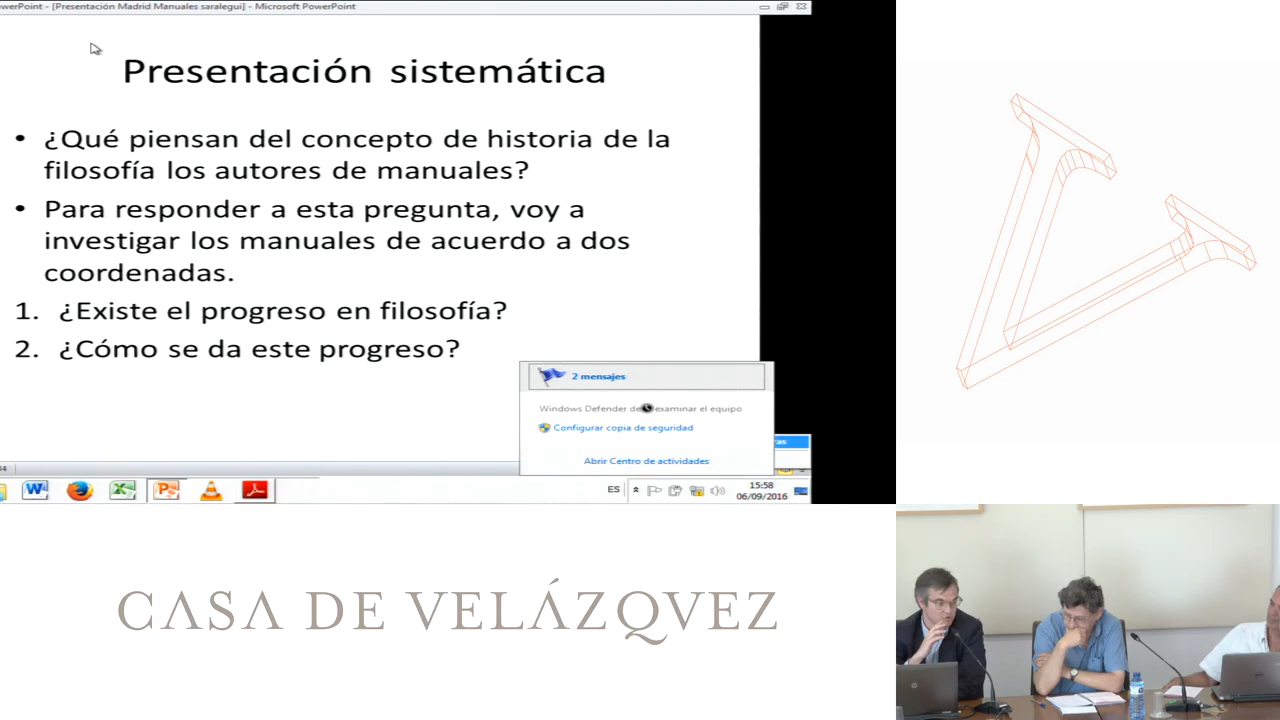 werPoint - [Presentación Madrid Manuales saralegui] - Microsoft PowerPoint
Presentación sistemática
• ¿Qué piensan del concepto de historia de la
filosofía los autores de manuales?
• Para responder a esta pregunta, voy a
investigar los manuales de acuerdo a dos
coordenadas.
1. ¿Existe el progreso en filosofía?
2. ¿Cómo se da este progreso?
2 mensajes
Windows Defender de examinar el equipo
Configurar copia de seguridad
Abrir Centro de actividades
ras
34
ES
15:58
06/09/2016
CASA DE VELÁZQVEZ